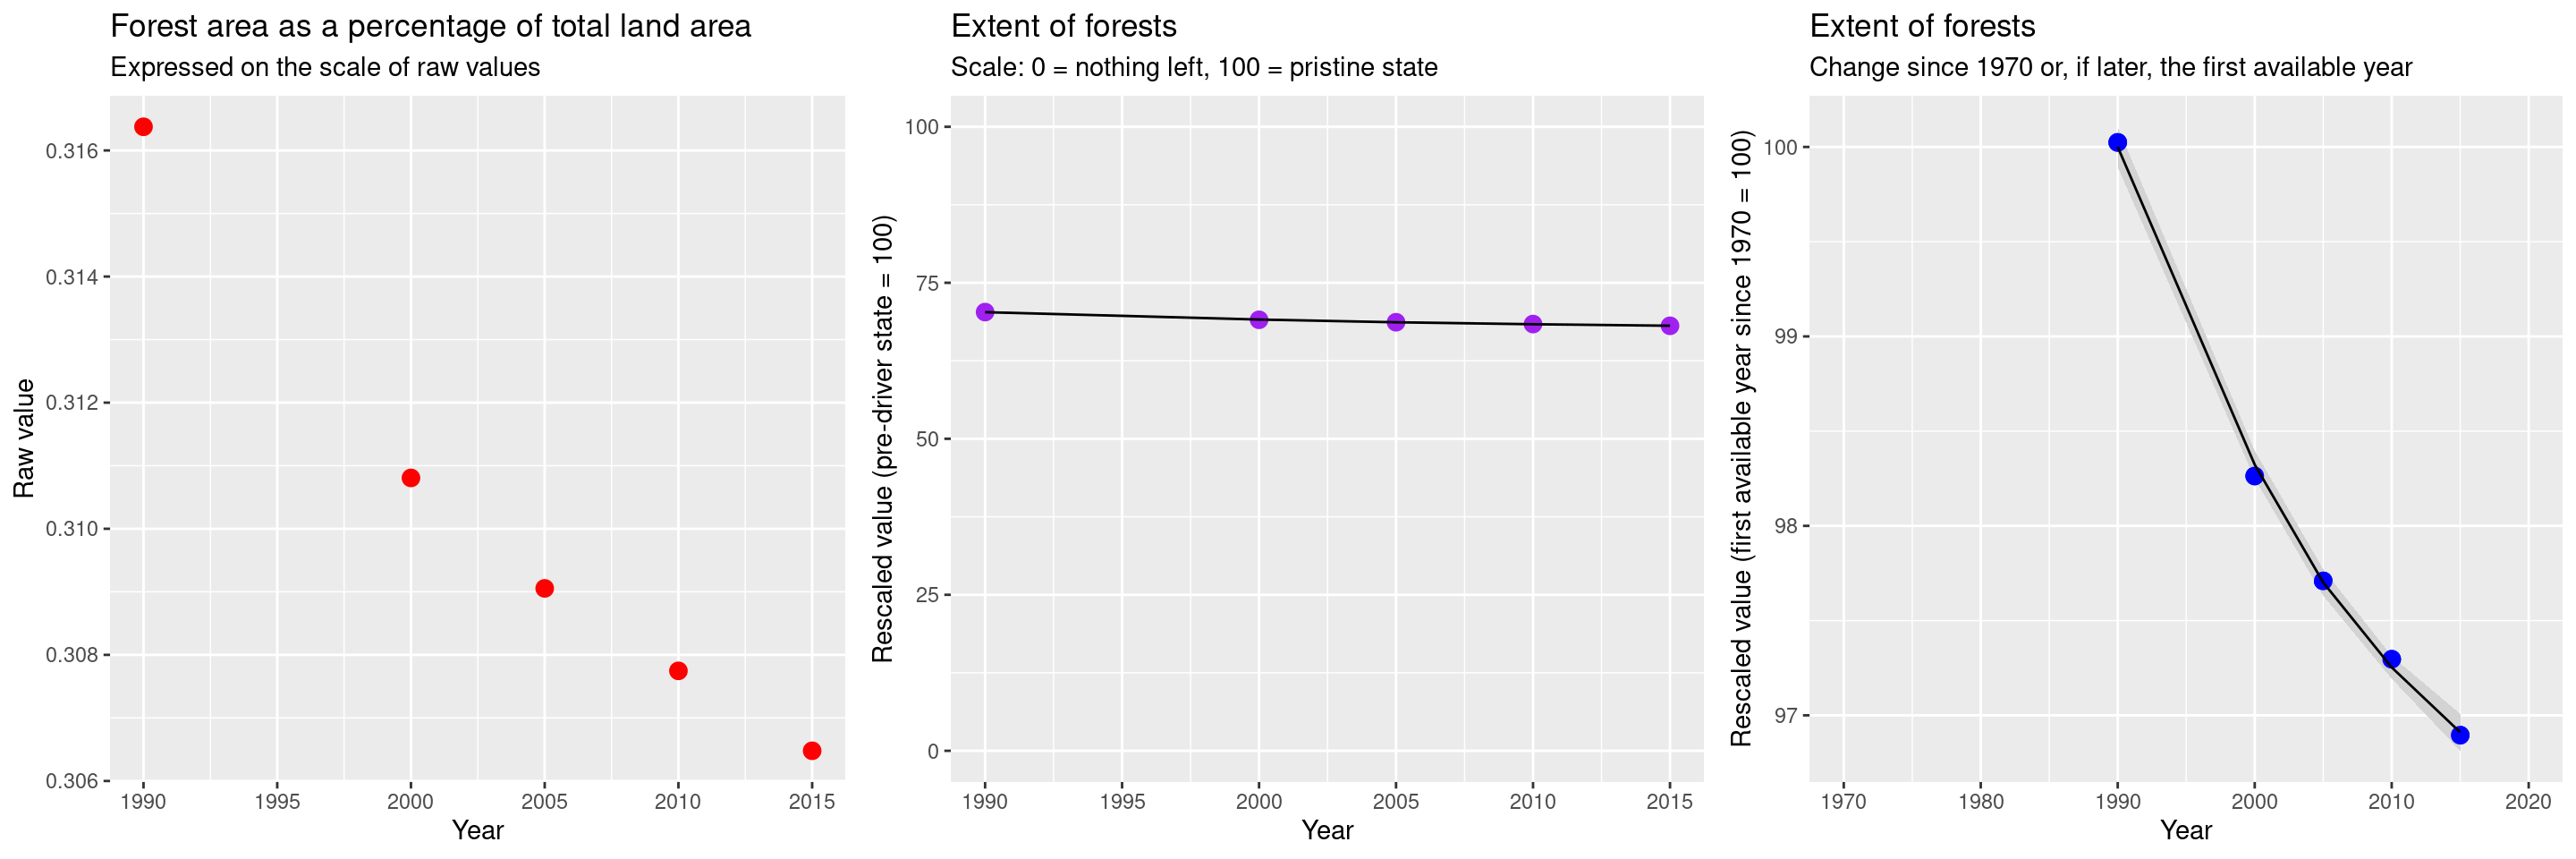 Forest area as a percentage of total land area
Expressed on the scale of raw values
Raw value
0.316
0.314
0.312
0.310
0.308
0.306
1990 1995 2000 2005 2010 2015
Year
Extent of forests
Scale: 0 = nothing left, 100 = pristine state
Rescaled value (pre-driver state = 100)
100
75
50
25
0
1990 1995 2000 2005 2010 2015
Year
Extent of forests
Change since 1970 or, if later, the first available year
Rescaled value (first available year since 1970 = 100)
100
99
98
97
1970 1980 1990 2000 2010 2020
Year